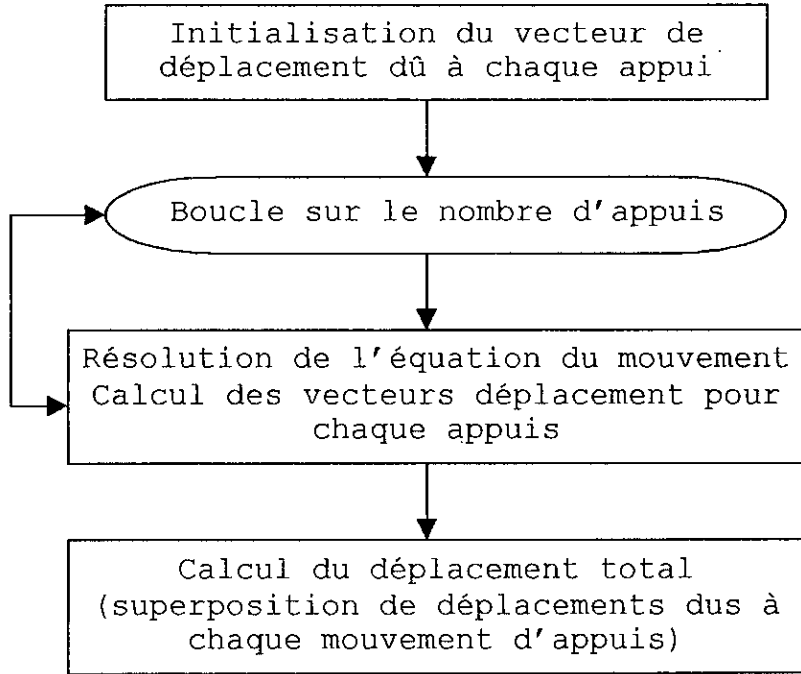 Initialisation du vecteur de
déplacement dû à chaque appui
Boucle sur le nombre d'appuis
Résolution de l'équation du mouvement
Calcul des vecteurs déplacement pour
chaque appuis
Calcul du déplacement total
(superposition de déplacements dus à
chaque mouvement d'appuis)